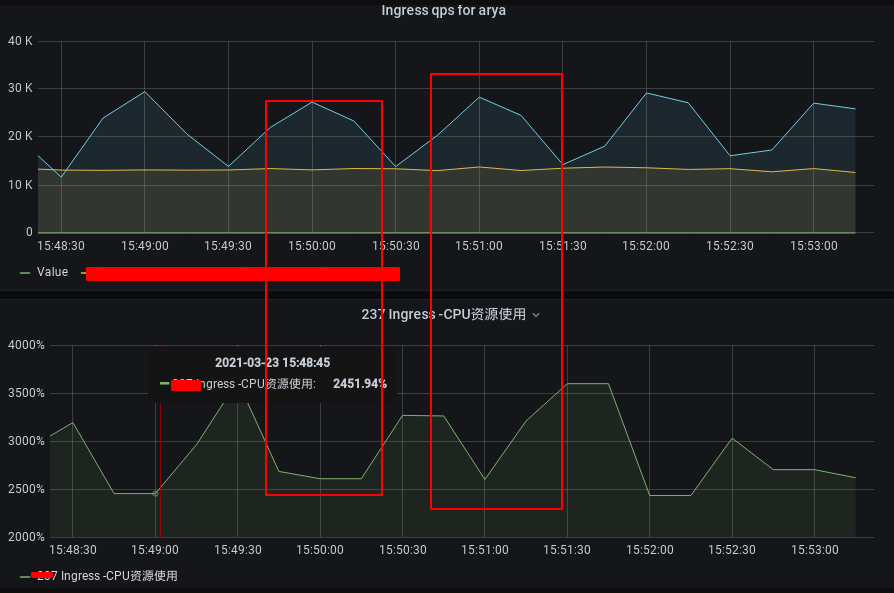 Ingress qps for arya
40 K
30 K
20 K
10 K
0
15:48:30 15:49:00 15:49:30 15:50:00 15:50:30 15:51:00 15:51:30 15:52:00 15:52:30 15:53:00
Value
237 Ingress -CPU资源使用
4000%
2021-03-23 15:48:45
ngress -CPU资源使用: 2451.94%
3500%
3000%
2500%
2000%
15:48:30 15:49:00 15:49:30 15:50:00 15:50:30 15:51:00 15:51:30 15:52:00 15:52:30 15:53:00
Ingress -CPU资源使用